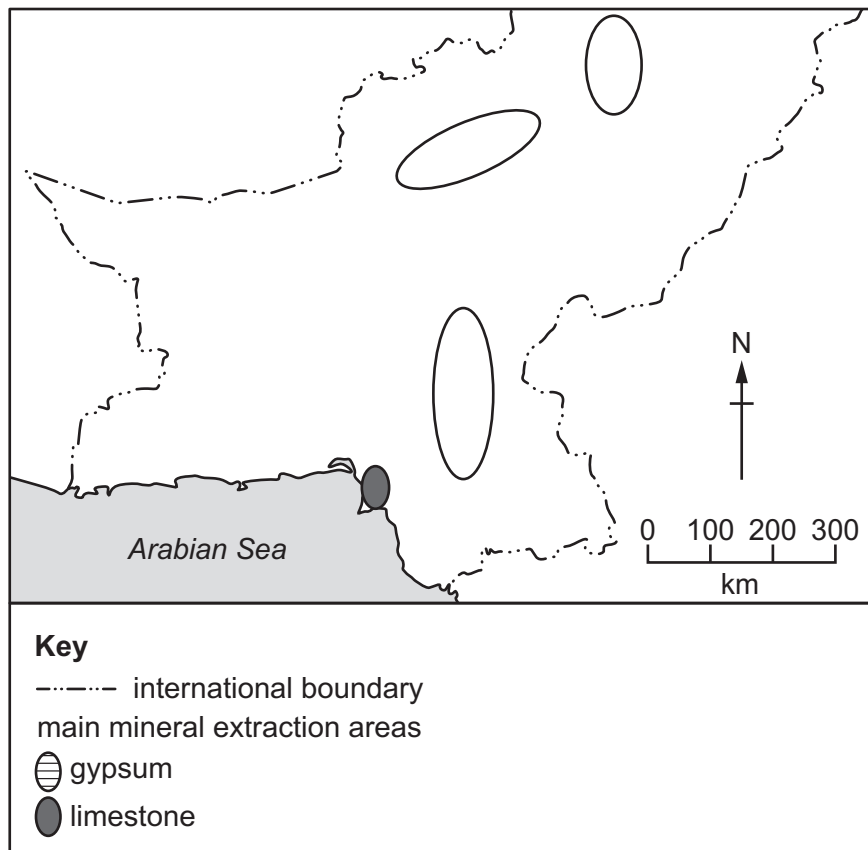 N
0 100 200 300
km
Arabian Sea
Key
international boundary
main mineral extraction areas
gypsum
limestone